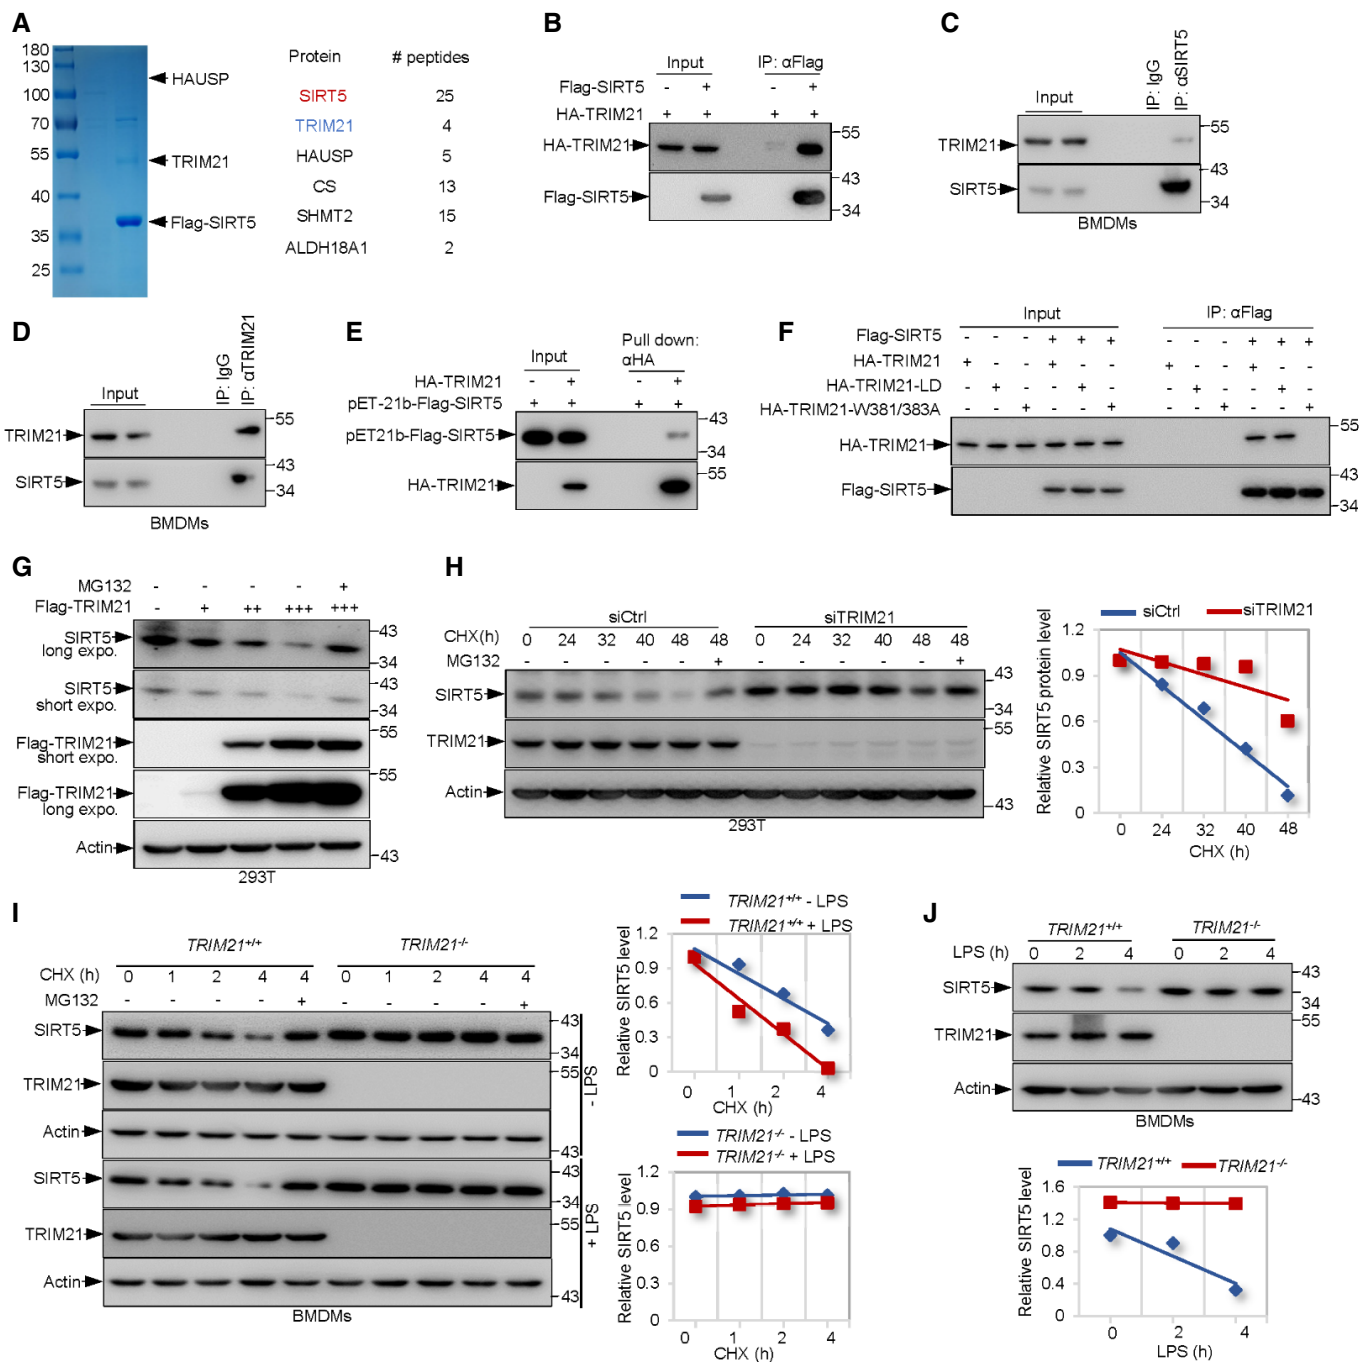 A
180
130
100
70
55
40
35
25
HAUSP
TRIM21
Flag-SIRT5
Protein # peptides
SIRT5 25
TRIM21 4
HAUSP 5
CS 13
SHMT2 15
ALDH18A1 2
B
Input IP: αFlag
Flag-SIRT5 - + - +
HA-TRIM21 + + + +
HA-TRIM21
Flag-SIRT5
55
43
34
C
Input IP: IgG IP: αSIRT5
TRIM21
SIRT5
55
43
34
BMDMs
D
Input IP: IgG IP: αTRIM21
TRIM21
SIRT5
55
43
34
BMDMs
E
Input Pull down: αHA
HA-TRIM21 - + - +
pET-21b-Flag-SIRT5 + + + +
pET21b-Flag-SIRT5
HA-TRIM21
43
34
55
F
Input IP: αFlag
Flag-SIRT5 - - - + + + - - - + + +
HA-TRIM21 + - - + - - + - - + - -
HA-TRIM21-LD - + - - + - - + - - + -
HA-TRIM21-W381/383A - - + - - + - - + - - +
HA-TRIM21
Flag-SIRT5
55
43
34
G
MG132 - - - - +
Flag-TRIM21 - + ++ +++ +++
SIRT5 long expo.
SIRT5 short expo.
Flag-TRIM21 short expo.
Flag-TRIM21 long expo.
Actin
43
34
43
34
55
55
43
293T
H
siCtrl siTRIM21
CHX(h) 0 24 32 40 48 48 0 24 32 40 48 48
MG132 - - - - - + - - - - - +
SIRT5
TRIM21
Actin
43
34
55
43
293T
siCtrl siTRIM21
Relative SIRT5 protein level
1.2
0.9
0.6
0.3
0
0 24 32 40 48
CHX (h)
I
TRIM21+/+ TRIM21-/-
CHX (h) 0 1 2 4 4 0 1 2 4 4
MG132 - - - - + - - - - +
SIRT5
TRIM21
Actin
SIRT5
TRIM21
Actin
43
34
55
43
43
34
55
43
- LPS
+ LPS
BMDMs
TRIM21+/+ - LPS
TRIM21+/+ + LPS
Relative SIRT5 level
1.2
0.9
0.6
0.3
0
0 1 2 4
CHX (h)
TRIM21-/- - LPS
TRIM21-/- + LPS
Relative SIRT5 level
1.2
0.9
0.6
0.3
0
0 1 2 4
CHX (h)
J
TRIM21+/+ TRIM21-/-
LPS (h) 0 2 4 0 2 4
SIRT5
TRIM21
Actin
43
34
55
43
BMDMs
TRIM21+/+ TRIM21-/-
Relative SIRT5 level
1.6
1.2
0.8
0.4
0
0 2 4
LPS (h)